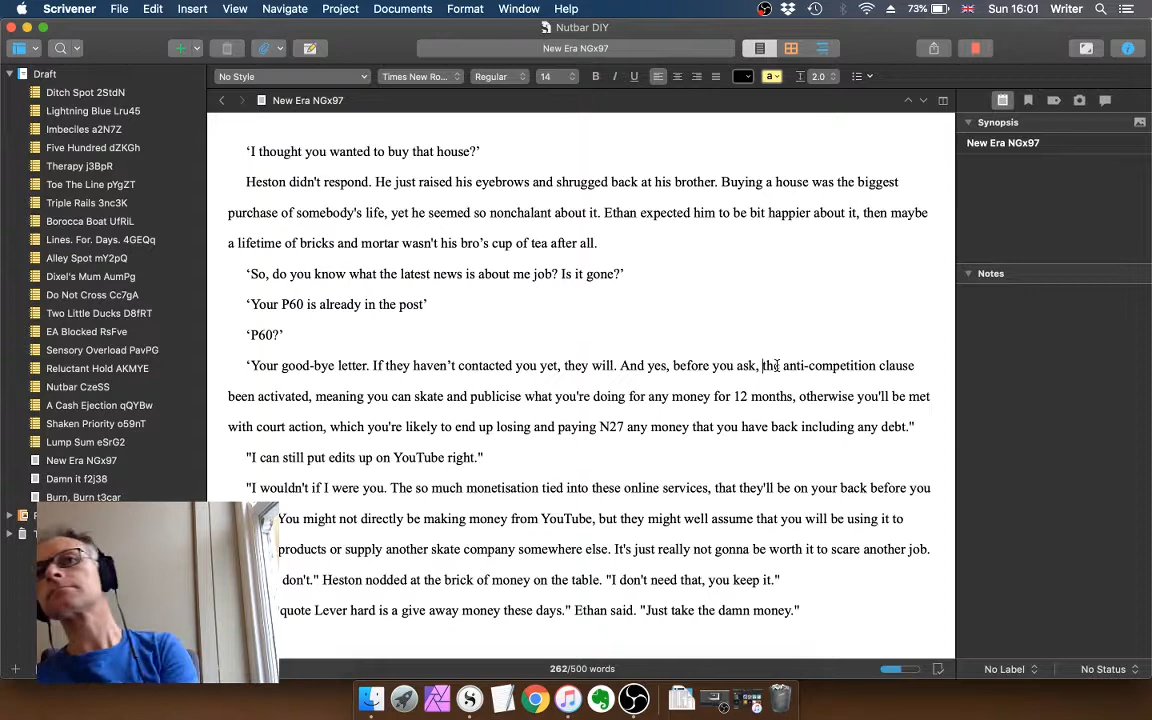 Scrivener File Edit Insert View Navigate Project Documents Format Window Help 73% Sun 16:01 Writer
Nutbar DIY
New Era NGx97
No Style Times New Ro... Regular 14 B I U a 2.0
Draft
New Era NGx97
Ditch Spot 2StdN
Lightning Blue Lru45
Imbeciles a2N7Z
Five Hundred dZKGh
Therapy j3BpR
Toe The Line pYgZT
Triple Rails 3nc3K
Borocca Boat UfRiL
Lines. For. Days. 4GEQq
Alley Spot mY2pQ
Dixel's Mum AumPg
Do Not Cross Cc7gA
Two Little Ducks D8fRT
EA Blocked RsFve
Sensory Overload PavPG
Reluctant Hold AKMYE
Nutbar CzeSS
A Cash Ejection qQYBw
Shaken Priority o59nT
Lump Sum eSrG2
New Era NGx97
Damn it f2j38
Burn, Burn t3car
‘I thought you wanted to buy that house?’
Heston didn't respond. He just raised his eyebrows and shrugged back at his brother. Buying a house was the biggest
purchase of somebody's life, yet he seemed so nonchalant about it. Ethan expected him to be bit happier about it, then maybe
a lifetime of bricks and mortar wasn't his bro’s cup of tea after all.
‘So, do you know what the latest news is about me job? Is it gone?’
‘Your P60 is already in the post’
‘P60?’
‘Your good-bye letter. If they haven’t contacted you yet, they will. And yes, before you ask, the anti-competition clause
been activated, meaning you can skate and publicise what you're doing for any money for 12 months, otherwise you'll be met
with court action, which you're likely to end up losing and paying N27 any money that you have back including any debt."
"I can still put edits up on YouTube right."
"I wouldn't if I were you. The so much monetisation tied into these online services, that they'll be on your back before you
You might not directly be making money from YouTube, but they might well assume that you will be using it to
products or supply another skate company somewhere else. It's just really not gonna be worth it to scare another job.
don't." Heston nodded at the brick of money on the table. "I don't need that, you keep it."
quote Lever hard is a give away money these days." Ethan said. "Just take the damn money."
262/500 words
Synopsis
New Era NGx97
Notes
No Label No Status